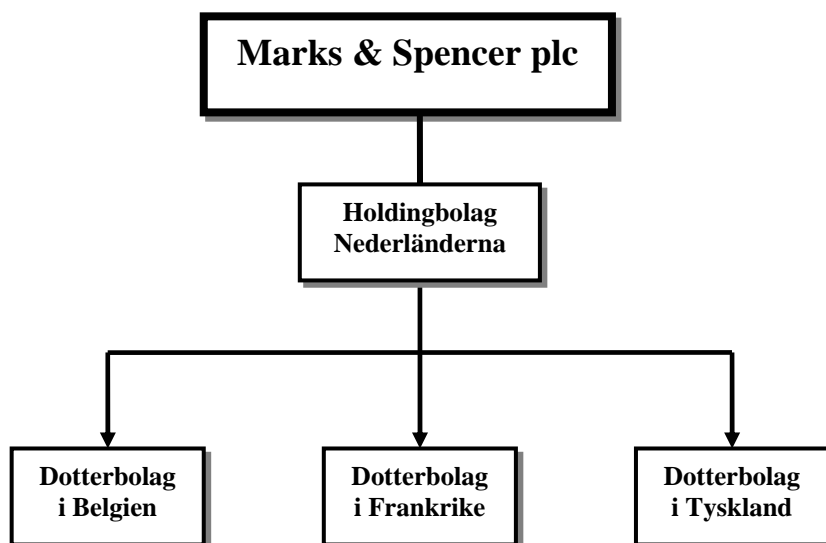 Marks & Spencer plc
Holdingbolag
Nederländerna
Dotterbolag
i Belgien
Dotterbolag
i Frankrike
Dotterbolag
i Tyskland